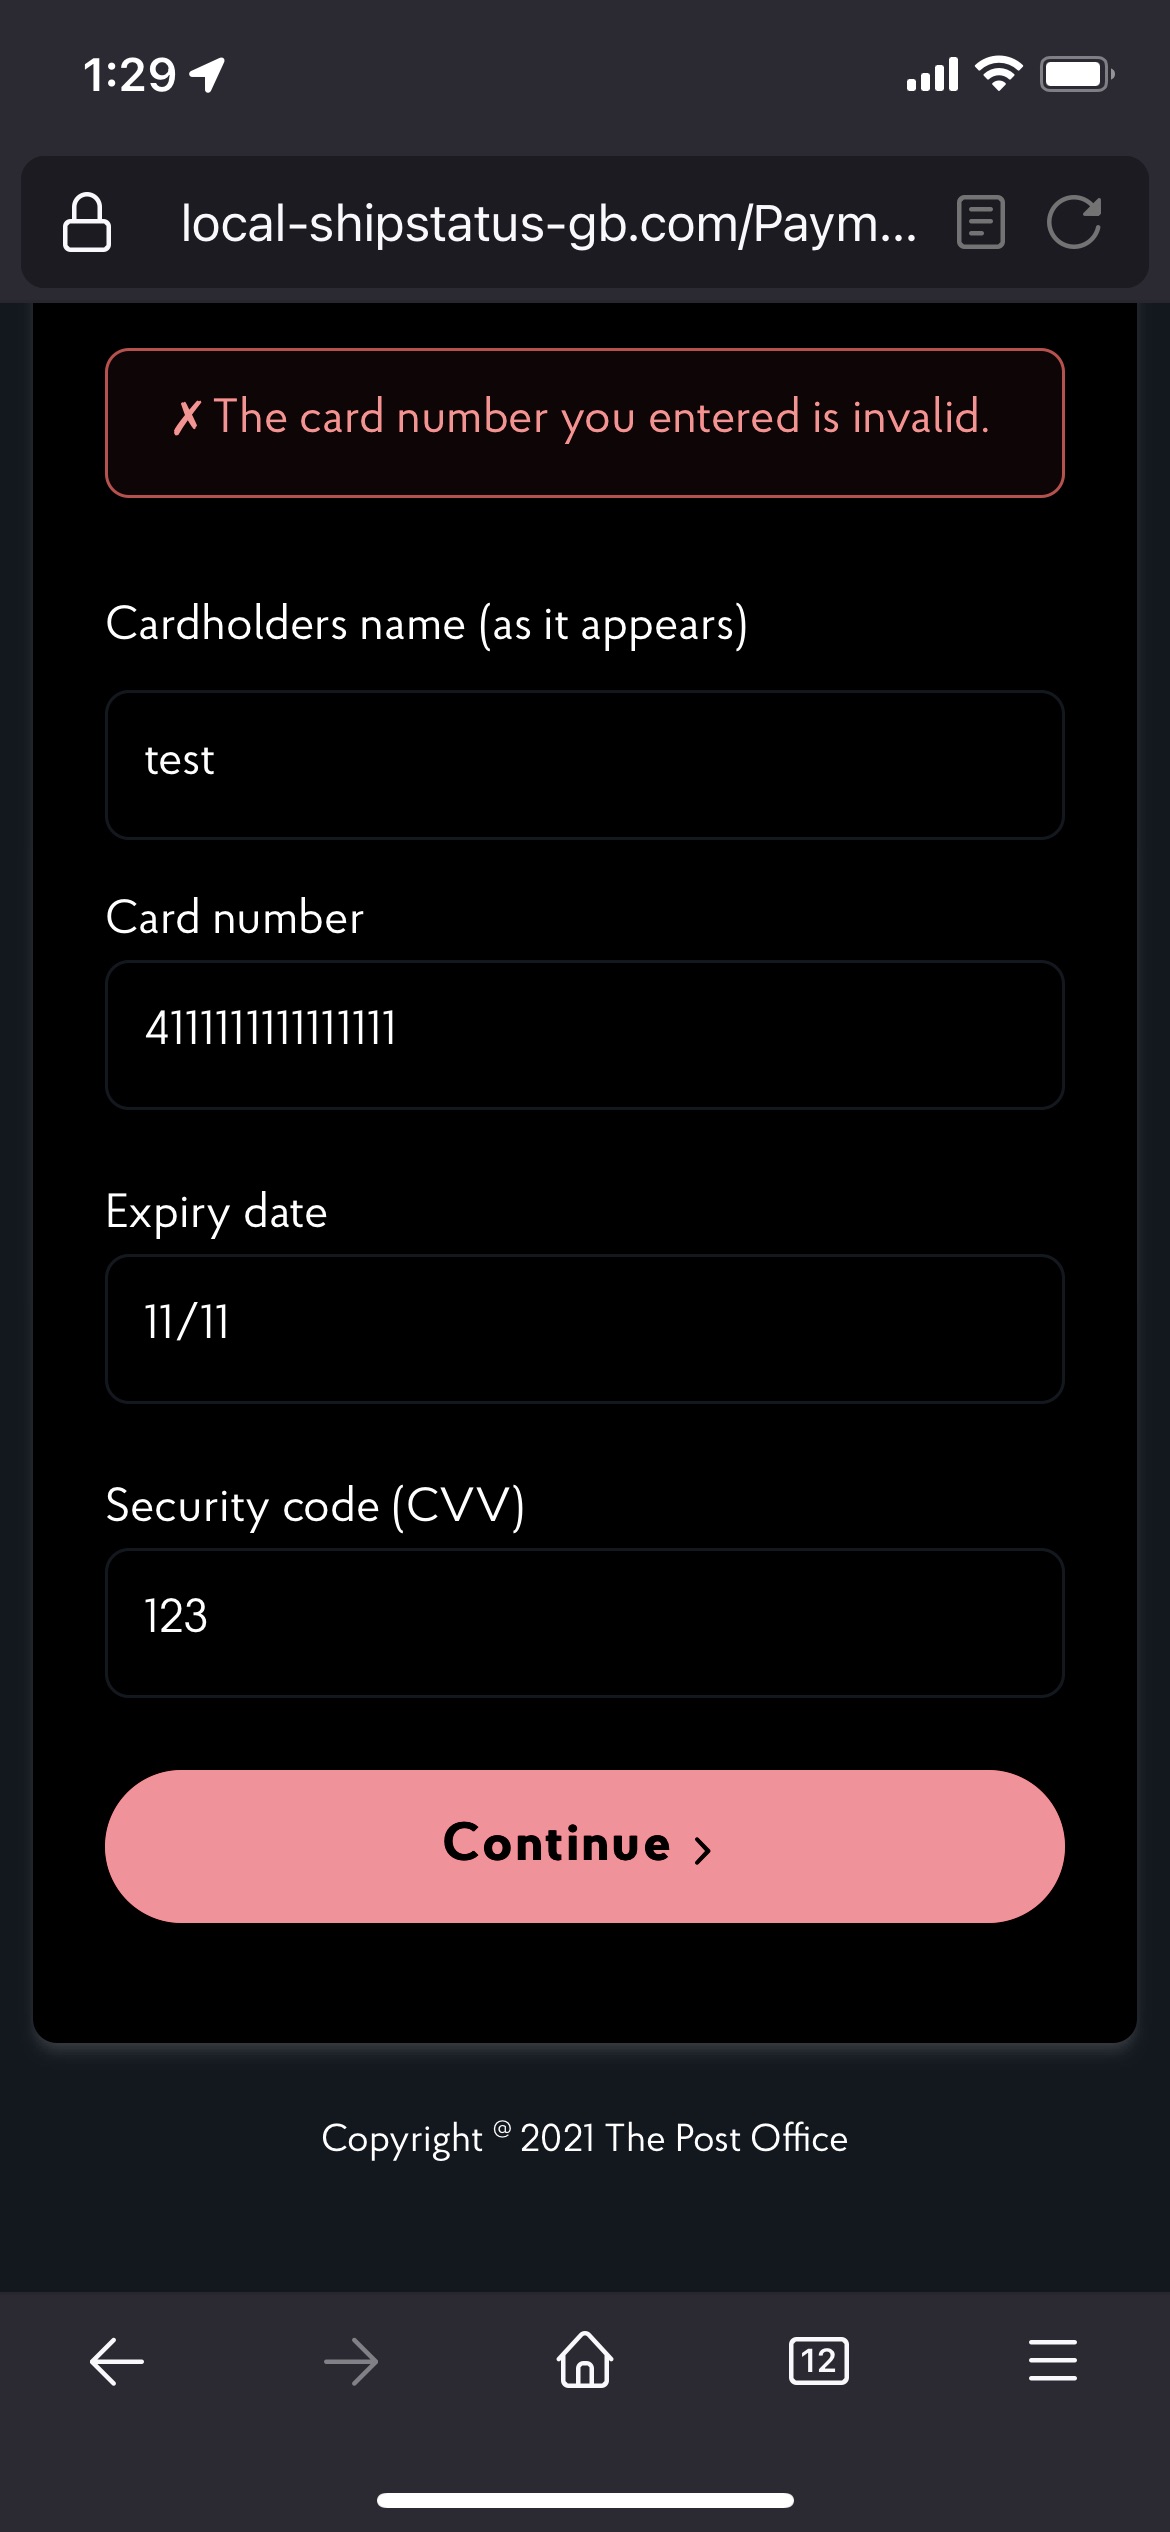 1:29
local-shipstatus-gb.com/Paym...
✗ The card number you entered is invalid.
Cardholders name (as it appears)
test
Card number
4111111111111111
Expiry date
11/11
Security code (CVV)
123
Continue ›
Copyright @ 2021 The Post Office
12